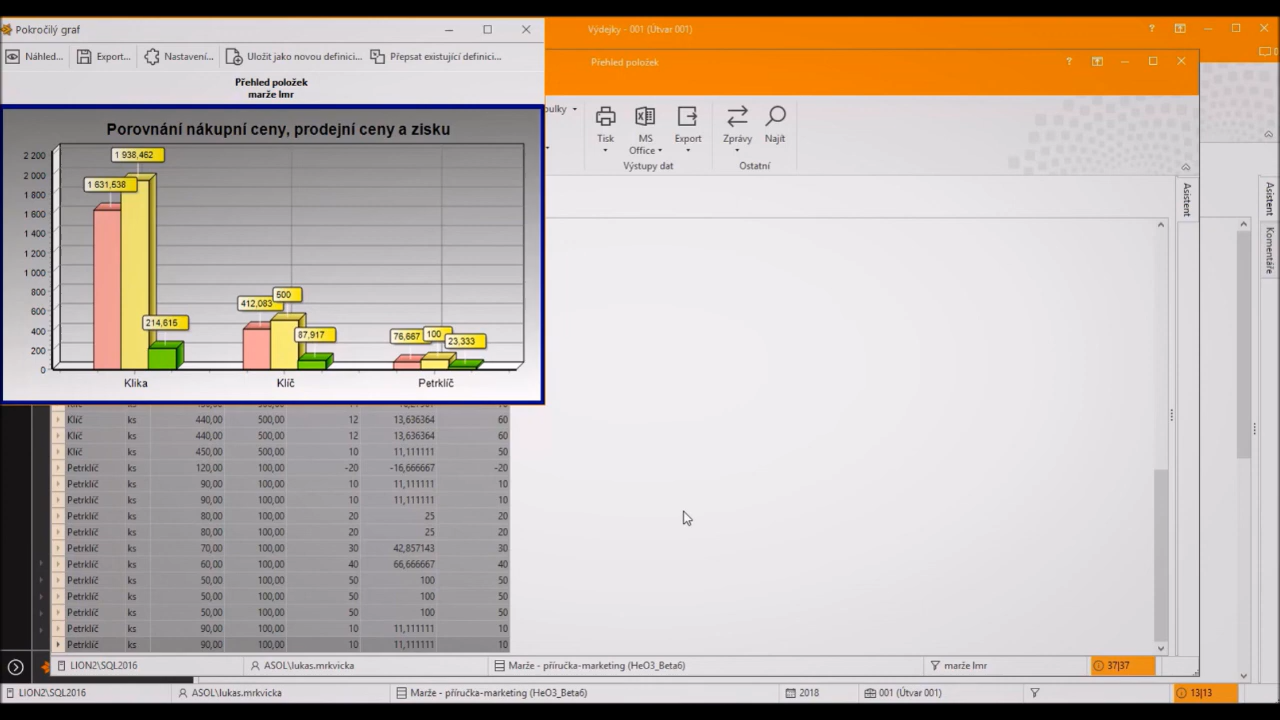 Pokročilý graf
Výdejky - 001 (Útvar 001)
Náhled... Export... Nastavení... Uložit jako novou definici... Přepsat existující definici...
Přehled položek
Přehled položek
marže lmr
Tisk MS Office Export Zprávy Najít
Výstupy dat Ostatní
Asistent
Asistent
Komentáře
Porovnání nákupní ceny, prodejní ceny a zisku
2 200
2 000
1 800
1 600
1 400
1 200
1 000
800
600
400
200
0
1 631,538 1 938,462 214,615
412,083 500 87,917
76,667 100 23,333
Klika Klíč Petrklíč
Klíč ks 440,00 500,00 12 13,636364 60
Klíč ks 440,00 500,00 12 13,636364 60
Klíč ks 450,00 500,00 10 11,111111 50
Petrklíč ks 120,00 100,00 -20 -16,666667 -20
Petrklíč ks 90,00 100,00 10 11,111111 10
Petrklíč ks 90,00 100,00 10 11,111111 10
Petrklíč ks 80,00 100,00 20 25 20
Petrklíč ks 80,00 100,00 20 25 20
Petrklíč ks 70,00 100,00 30 42,857143 30
Petrklíč ks 60,00 100,00 40 66,666667 40
Petrklíč ks 50,00 100,00 50 100 50
Petrklíč ks 50,00 100,00 50 100 50
Petrklíč ks 50,00 100,00 50 100 50
Petrklíč ks 90,00 100,00 10 11,111111 10
Petrklíč ks 90,00 100,00 10 11,111111 10
LION2\SQL2016 ASOL\lukas.mrkvicka Marže - příručka-marketing (HeO3_Beta6) marže lmr 37|37
LION2\SQL2016 ASOL\lukas.mrkvicka Marže - příručka-marketing (HeO3_Beta6) 2018 001 (Útvar 001) 13|13